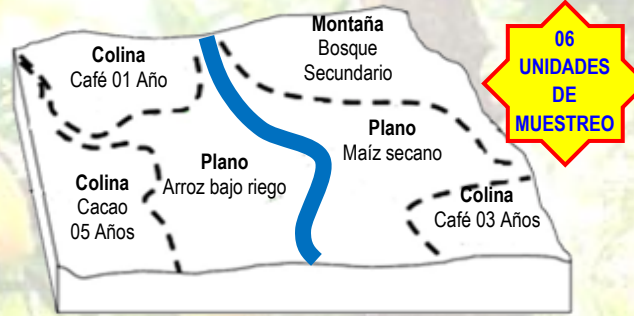 Colina
Café 01 Año
Montaña
Bosque
Secundario
06
UNIDADES
DE
MUESTREO
Plano
Maíz secano
Plano
Arroz bajo riego
Colina
Cacao
05 Años
Colina
Café 03 Años